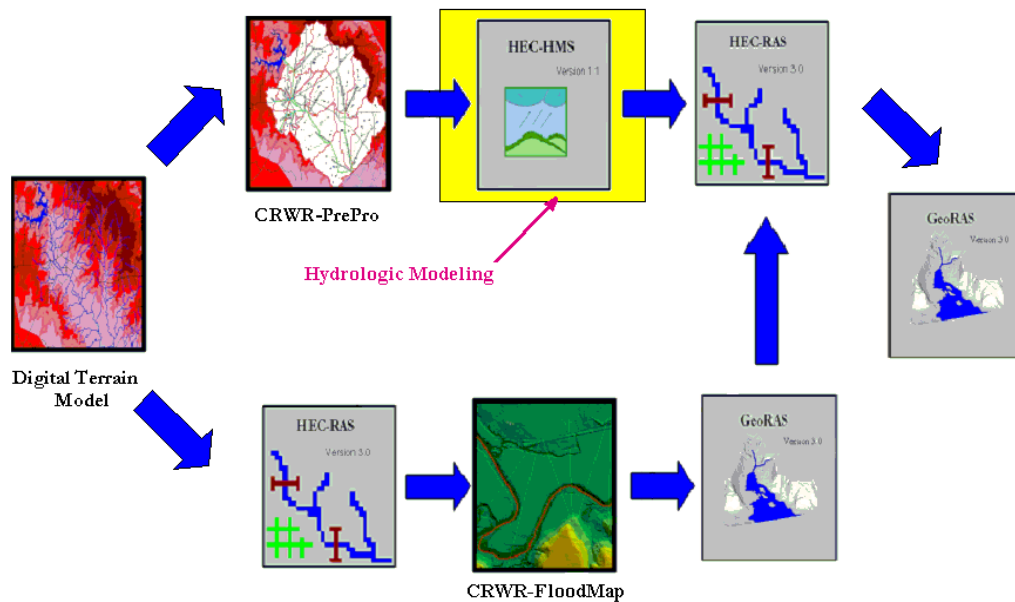 HEC-HMS
Version 1.1
HEC-RAS
Version 3.0
CRWR-PrePro
GeoRAS
Version 3.0
Hydrologic Modeling
Digital Terrain
Model
HEC-RAS
Version 3.0
GeoRAS
Version 3.0
CRWR-FloodMap